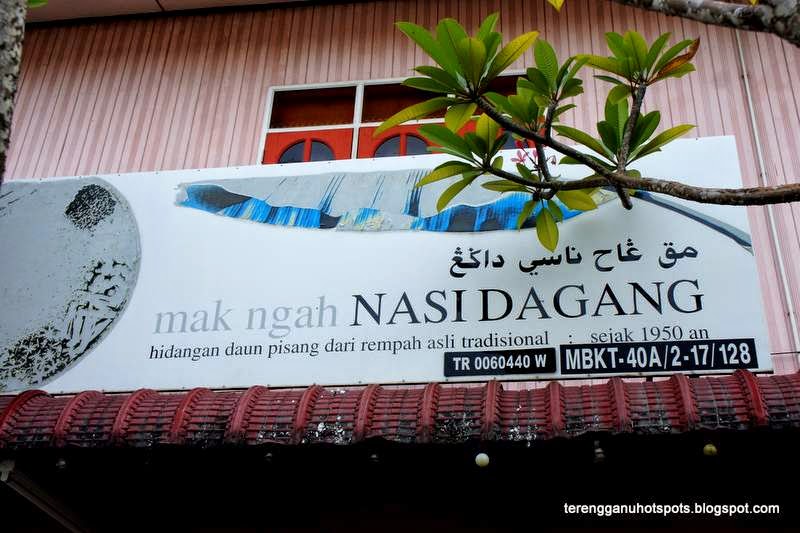 مق ڠاح ناسي داڬڠ
mak ngah NASI DAGANG
hidangan daun pisang dari rempah asli tradisional : sejak 1950 an
TR 0060440 W
MBKT-40A/2-17/128
terengganuhotspots.blogspot.com